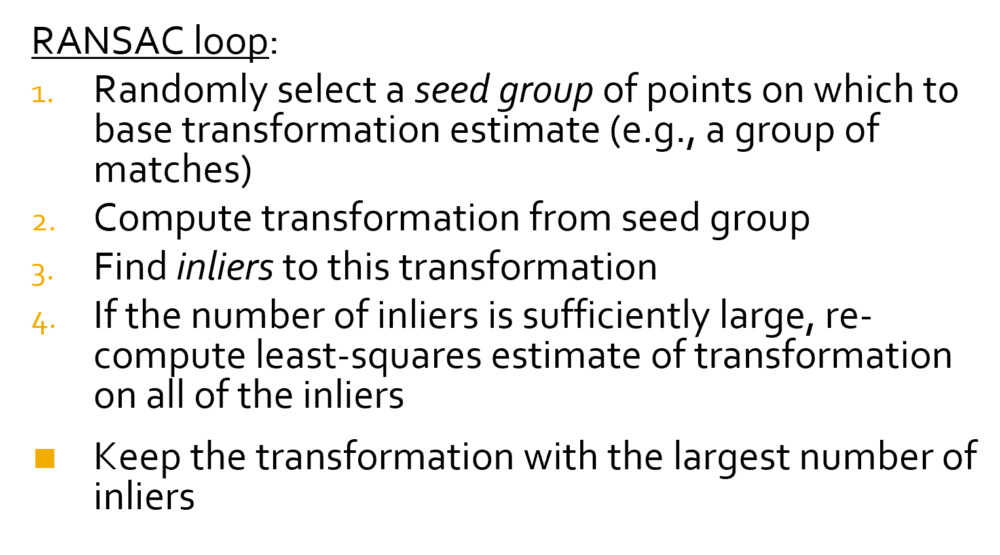 RANSAC loop:
1. Randomly select a seed group of points on which to
base transformation estimate (e.g., a group of
matches)
2. Compute transformation from seed group
3. Find inliers to this transformation
4. If the number of inliers is sufficiently large, re-
compute least-squares estimate of transformation
on all of the inliers
■ Keep the transformation with the largest number of
inliers